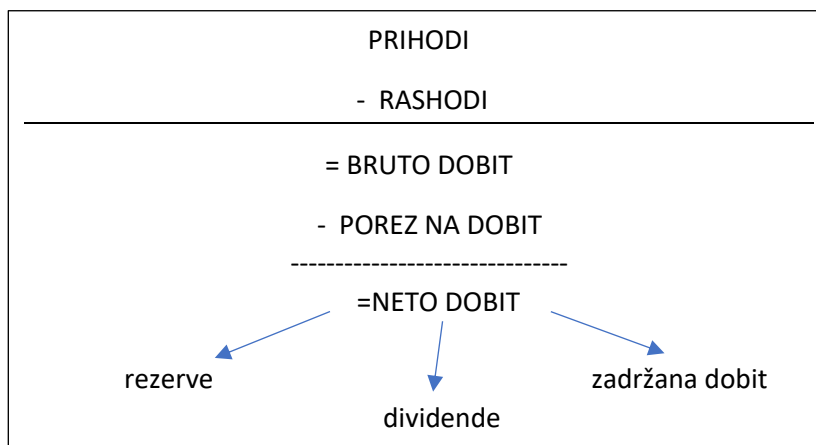 PRIHODI
- RASHODI
= BRUTO DOBIT
- POREZ NA DOBIT
-------------------------------
=NETO DOBIT
rezerve
zadržana dobit
dividende